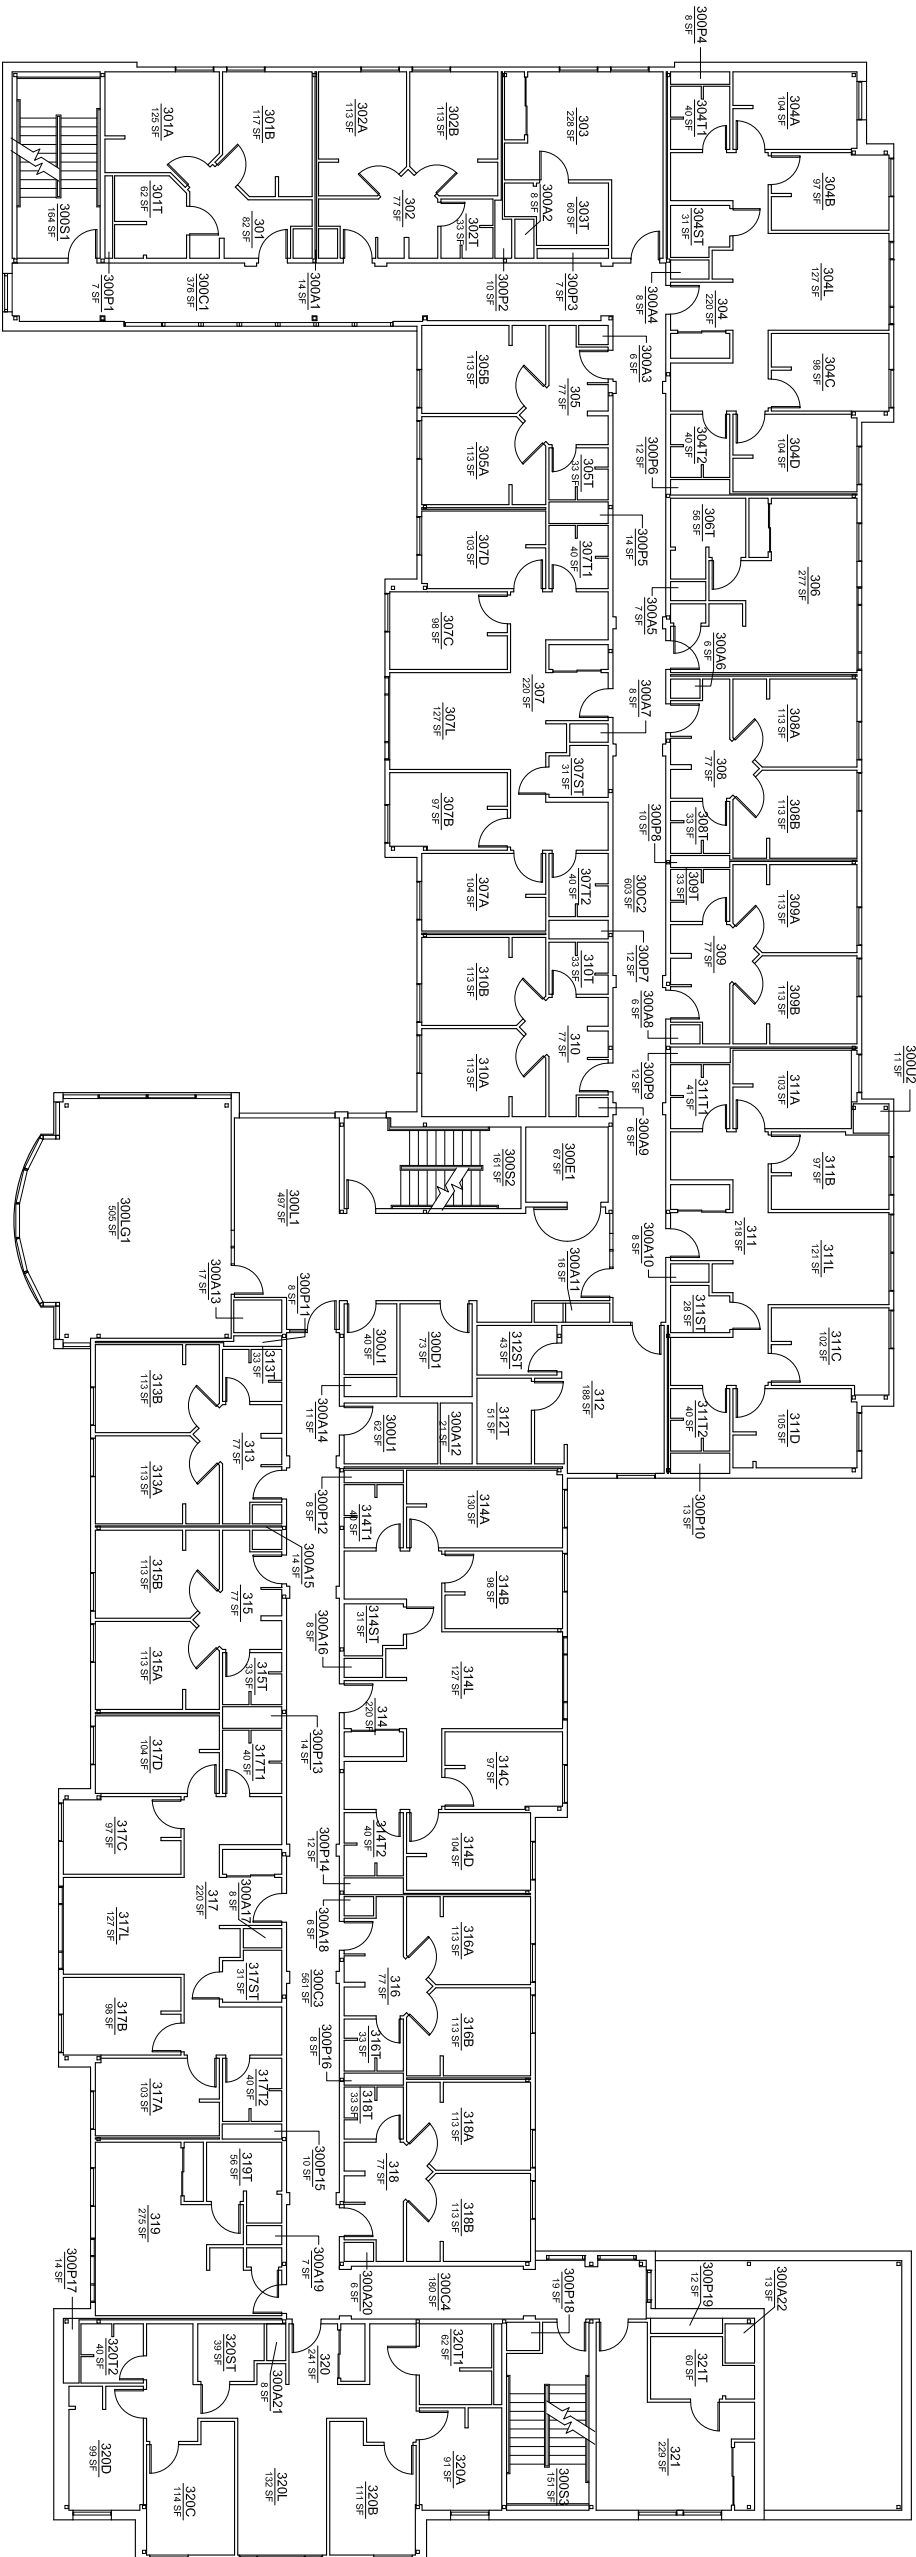 300P4
8 SF
304T1
40 SF
304A
104 SF
301A
125 SF
301B
117 SF
302A
113 SF
302B
113 SF
303
228 SF
304B
97 SF
300S1
164 SF
301T
62 SF
301
82 SF
302
77 SF
302T
33 SF
300A2
8 SF
303T
60 SF
304ST
31 SF
304L
127 SF
300P1
7 SF
300C1
376 SF
300A1
14 SF
300P2
10 SF
300P3
7 SF
300A4
8 SF
304
220 SF
304C
98 SF
305B
113 SF
305
77 SF
300A3
6 SF
305A
113 SF
305T
33 SF
300P6
12 SF
304T2
40 SF
304D
104 SF
307D
103 SF
307T1
40 SF
300P5
14 SF
306T
56 SF
306
277 SF
307C
98 SF
300A5
7 SF
300A6
6 SF
307
220 SF
307L
127 SF
300A7
8 SF
308
77 SF
308A
113 SF
307ST
31 SF
307B
97 SF
308T
33 SF
308B
113 SF
300P8
10 SF
307A
104 SF
307T2
40 SF
300C2
603 SF
309T
33 SF
309A
113 SF
310B
113 SF
310T
33 SF
300P7
12 SF
309
77 SF
309B
113 SF
310A
113 SF
310
77 SF
300A8
6 SF
300P9
12 SF
311T1
41 SF
311A
103 SF
300U2
11 SF
300A9
6 SF
300S2
161 SF
300E1
67 SF
311B
97 SF
300LG1
505 SF
300L1
497 SF
311
218 SF
311L
121 SF
300A10
8 SF
300A11
16 SF
300A13
17 SF
300P11
8 SF
311ST
28 SF
311C
102 SF
313B
113 SF
313T
33 SF
300J1
40 SF
300D1
73 SF
312ST
43 SF
312
188 SF
311T2
40 SF
311D
105 SF
300A14
11 SF
300U1
62 SF
300A12
21 SF
312T
51 SF
300P10
13 SF
313
77 SF
313A
113 SF
300P12
8 SF
314T1
40 SF
314A
130 SF
300A15
14 SF
315B
113 SF
315
77 SF
314B
98 SF
315A
113 SF
315T
33 SF
300A16
8 SF
314ST
31 SF
314L
127 SF
314
220 SF
317D
104 SF
317T1
40 SF
300P13
14 SF
314C
97 SF
317C
97 SF
314T2
40 SF
314D
104 SF
300P14
12 SF
317
220 SF
300A17
8 SF
317L
127 SF
300A18
6 SF
316A
113 SF
317ST
31 SF
300C3
561 SF
316
77 SF
316B
113 SF
317B
98 SF
316T
33 SF
300P16
8 SF
317A
103 SF
317T2
40 SF
318T
33 SF
318A
113 SF
300P15
10 SF
319T
56 SF
318
77 SF
318B
113 SF
319
275 SF
300A19
7 SF
300A20
6 SF
300C4
180 SF
300P17
14 SF
300P18
19 SF
300P19
12 SF
300A22
13 SF
320T2
40 SF
320ST
39 SF
300A21
8 SF
320
241 SF
320T1
62 SF
321T
60 SF
320D
99 SF
320C
114 SF
320L
132 SF
320B
111 SF
320A
91 SF
300S3
151 SF
321
229 SF